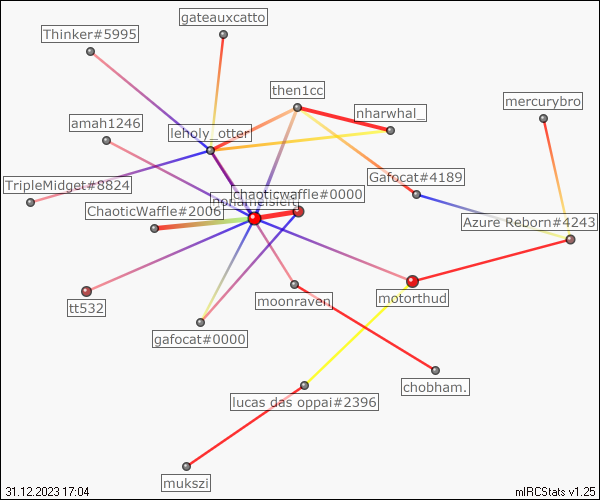 gateauxcatto
Thinker#5995
then1cc
mercurybro
nharwhal_
amah1246
leholy_otter
Gafocat#4189
TripleMidget#8824
chaoticwaffle#0000
ChaoticWaffle#2006
Azure Reborn#4243
moonraven
motorthud
tt532
gafocat#0000
chobham.
lucas das oppai#2396
mukszi
31.12.2023 17:04
mIRCStats v1.25